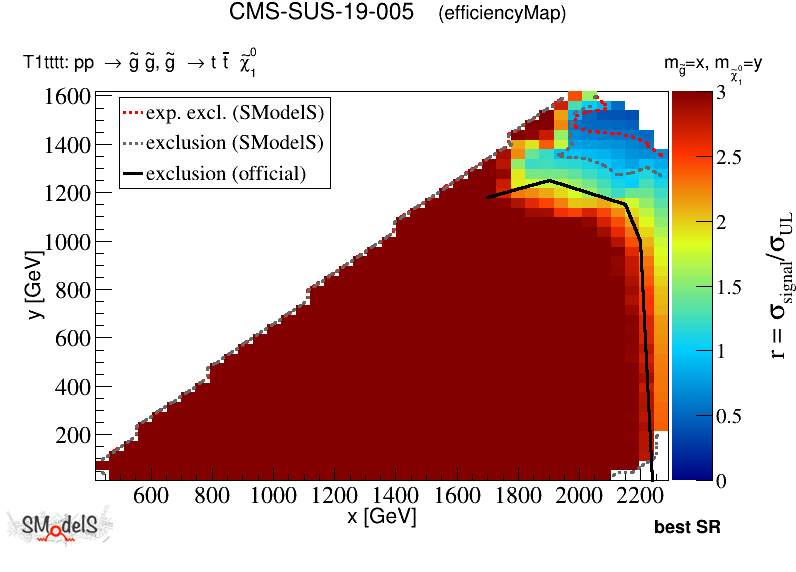 CMS-SUS-19-005 (efficiencyMap)
T1tttt: pp → g̃ g̃, g̃ → t t̄ χ̃₁⁰
m_g̃=x, m_χ̃₁⁰=y
exp. excl. (SModelS)
exclusion (SModelS)
exclusion (official)
1600
1400
1200
1000
800
600
400
200
y [GeV]
600 800 1000 1200 1400 1600 1800 2000 2200
x [GeV]
3
2.5
2
1.5
1
0.5
0
r = σ_signal/σ_UL
SModelS
best SR